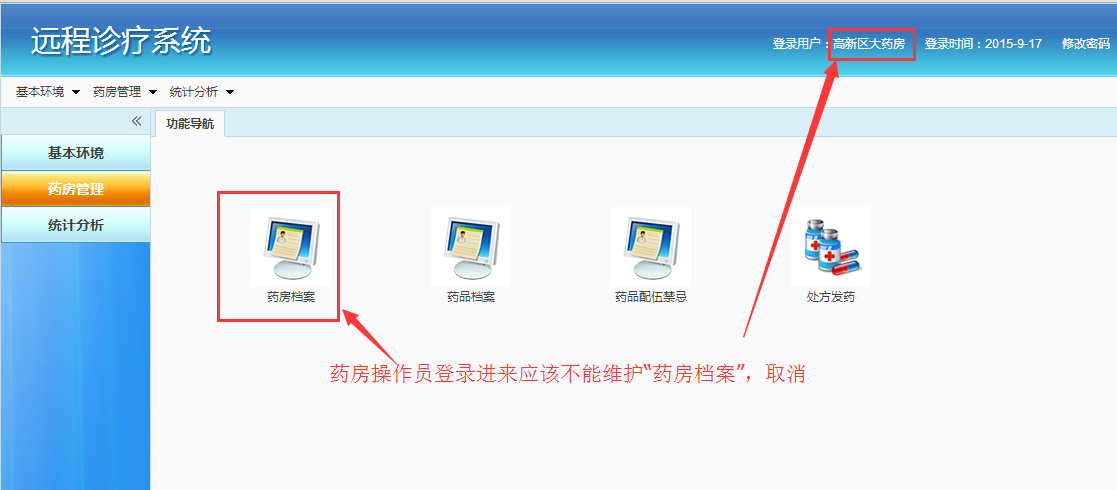 远程诊疗系统
登录用户：高新区大药房 登录时间：2015-9-17 修改密码
基本环境 药房管理 统计分析
功能导航
基本环境
药房管理
统计分析
药房档案 药品档案 药品配伍禁忌 处方发药
药房操作员登录进来应该不能维护“药房档案”，取消